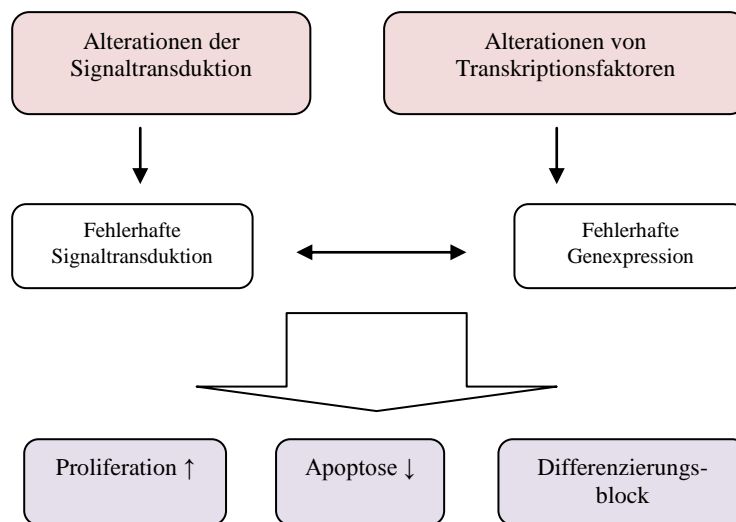 Alterationen der
Signaltransduktion
Alterationen von
Transkriptionsfaktoren
Fehlerhafte
Signaltransduktion
Fehlerhafte
Genexpression
Proliferation ↑
Apoptose ↓
Differenzierungs-
block